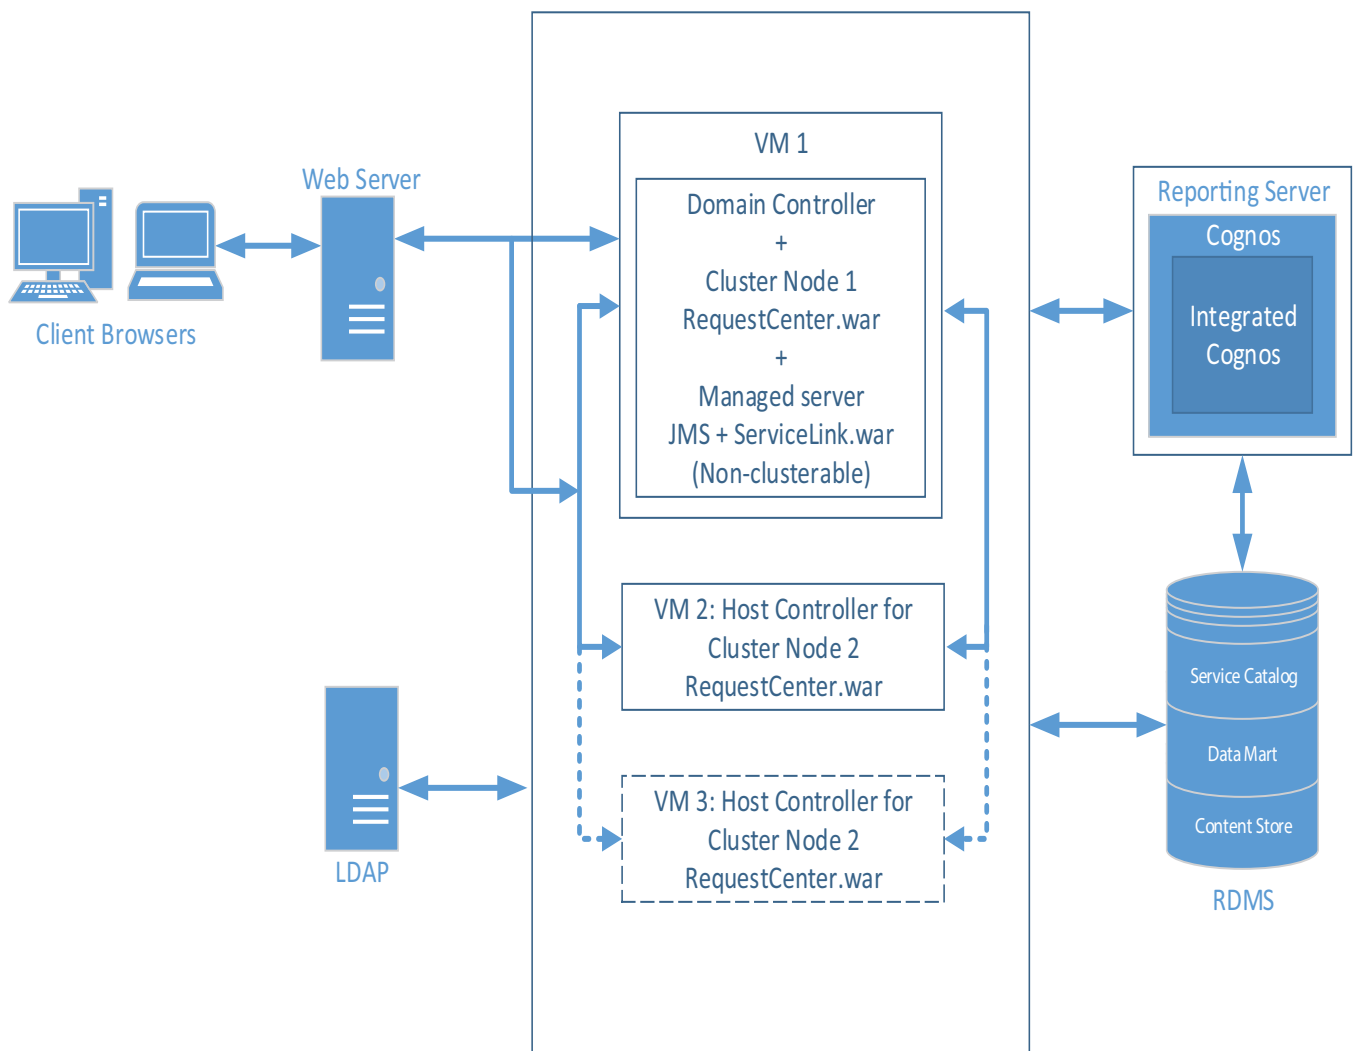 Client Browsers
Web Server
LDAP
VM 1
Domain Controller
+
Cluster Node 1
RequestCenter.war
+
Managed server
JMS + ServiceLink.war
(Non-clusterable)
VM 2: Host Controller for
Cluster Node 2
RequestCenter.war
VM 3: Host Controller for
Cluster Node 2
RequestCenter.war
Reporting Server
Cognos
Integrated
Cognos
Service Catalog
Data Mart
Content Store
RDMS